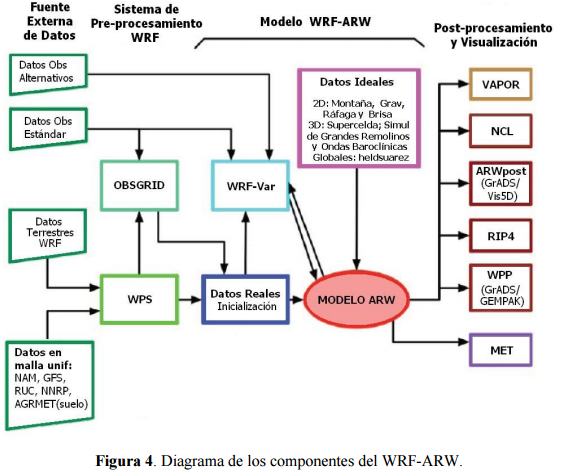 Fuente
Externa
de Datos
Sistema de
Pre-procesamiento
WRF
Modelo WRF-ARW
Post-procesamiento
y Visualización
Datos Obs
Alternativos
Datos Obs
Estándar
Datos
Terrestres
WRF
Datos en
malla unif:
NAM, GFS,
RUC, NNRP,
AGRMET(suelo)
OBSGRID
WPS
WRF-Var
Datos Reales
Inicialización
Datos Ideales
2D: Montaña, Grav,
Ráfaga y Brisa
3D: Supercelda; Simul
de Grandes Remolinos
y Ondas Baroclínicas
Globales: heldsuarez
MODELO ARW
VAPOR
NCL
ARWpost
(GrADS/
Vis5D)
RIP4
WPP
(GrADS/
GEMPAK)
MET
Figura 4. Diagrama de los componentes del WRF-ARW.